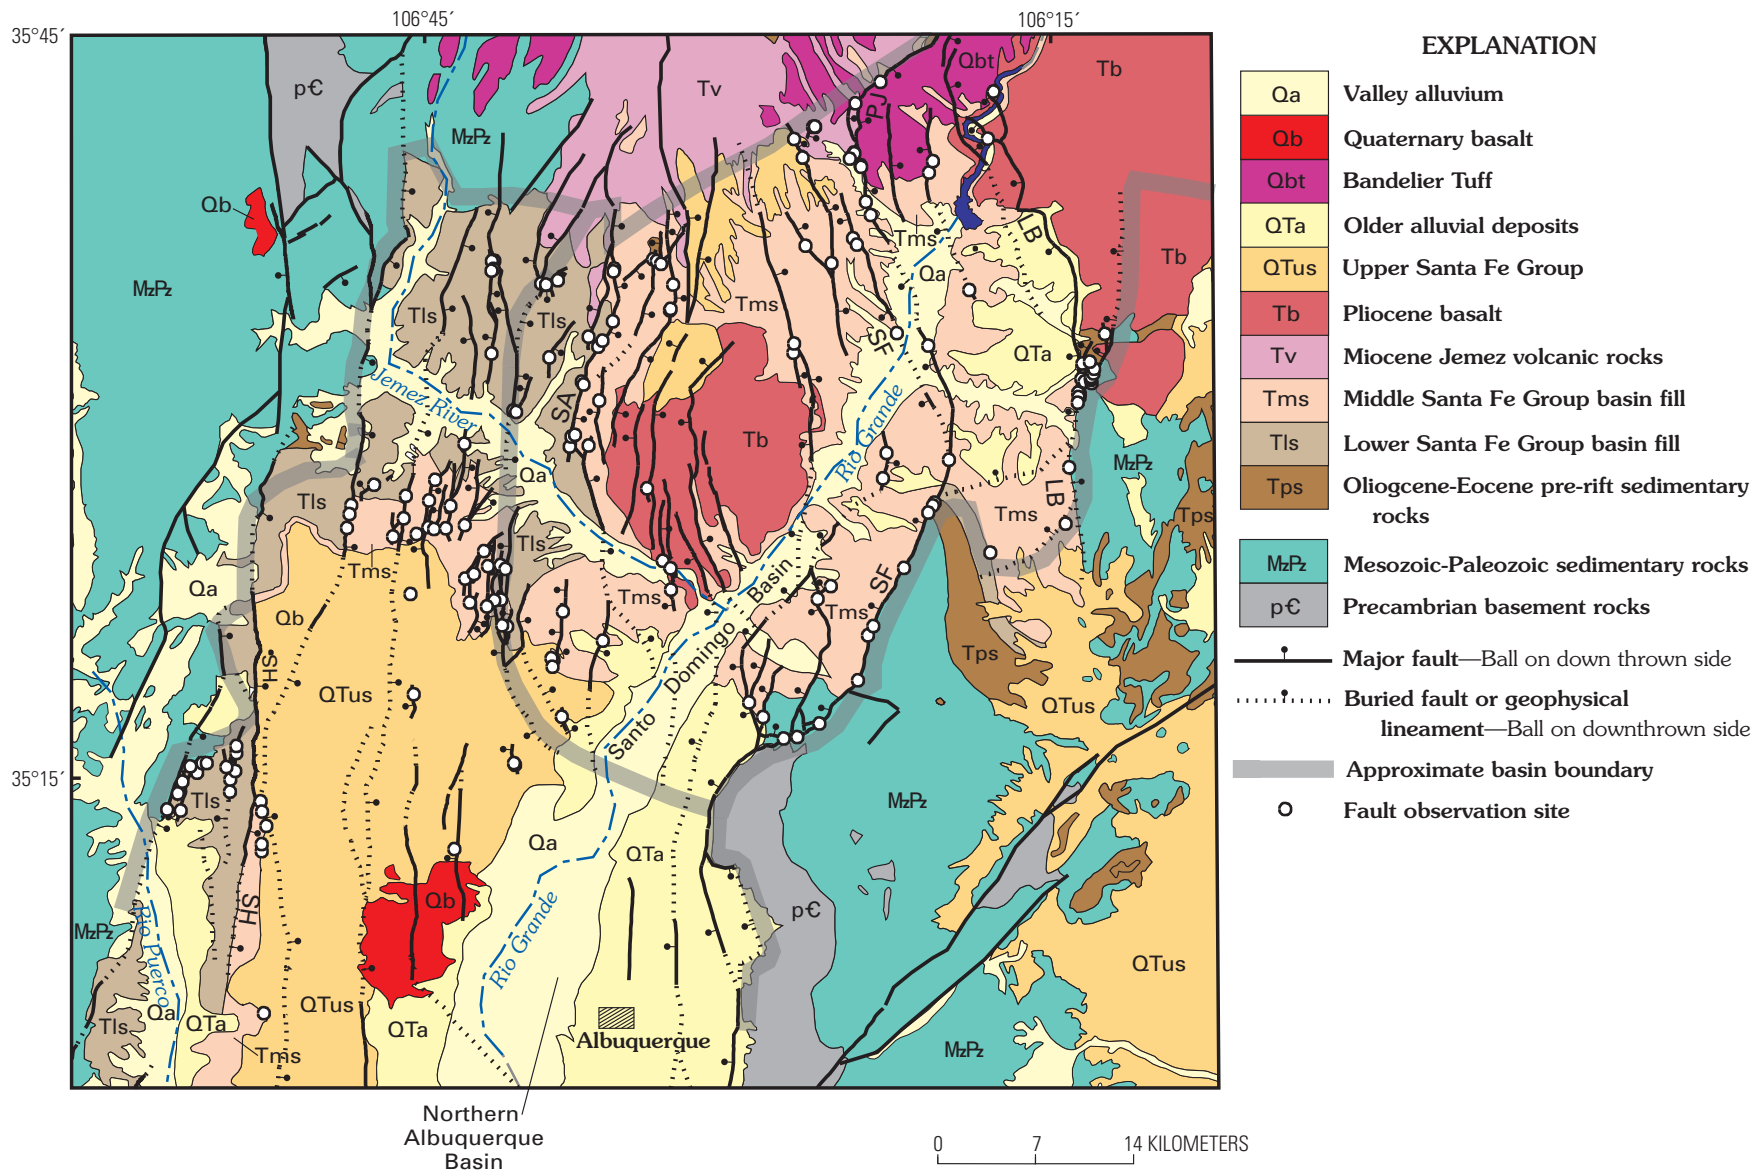 106°45´
106°15´
35°45´
35°15´
p€
Tv
Qbt
Tb
PJ
MzPz
Qb
MzPz
LB
Tms
Tb
Qa
Tls
Tls
Tms
SF
QTa
Jemez River
SA
Tb
Rio Grande
MzPz
Qa
LB
Tls
Tms
Tps
Tls
Tms
Basin
SF
Qa
Tms
Tms
Qb
Domingo
Tps
HS
QTus
QTus
Santo
Tls
MzPz
Qa
QTa
Qb
HS
p€
MzPz
Rio Puerco
Rio Grande
QTus
QTus
Qa
QTa
Tls
QTa
Albuquerque
Tms
MzPz
Northern
Albuquerque
Basin
0 7 14 KILOMETERS
EXPLANATION
Qa Valley alluvium
Qb Quaternary basalt
Qbt Bandelier Tuff
QTa Older alluvial deposits
QTus Upper Santa Fe Group
Tb Pliocene basalt
Tv Miocene Jemez volcanic rocks
Tms Middle Santa Fe Group basin fill
Tls Lower Santa Fe Group basin fill
Tps Oliogcene-Eocene pre-rift sedimentary
rocks
MzPz Mesozoic-Paleozoic sedimentary rocks
p€ Precambrian basement rocks
Major fault—Ball on down thrown side
Buried fault or geophysical
lineament—Ball on downthrown side
Approximate basin boundary
Fault observation site